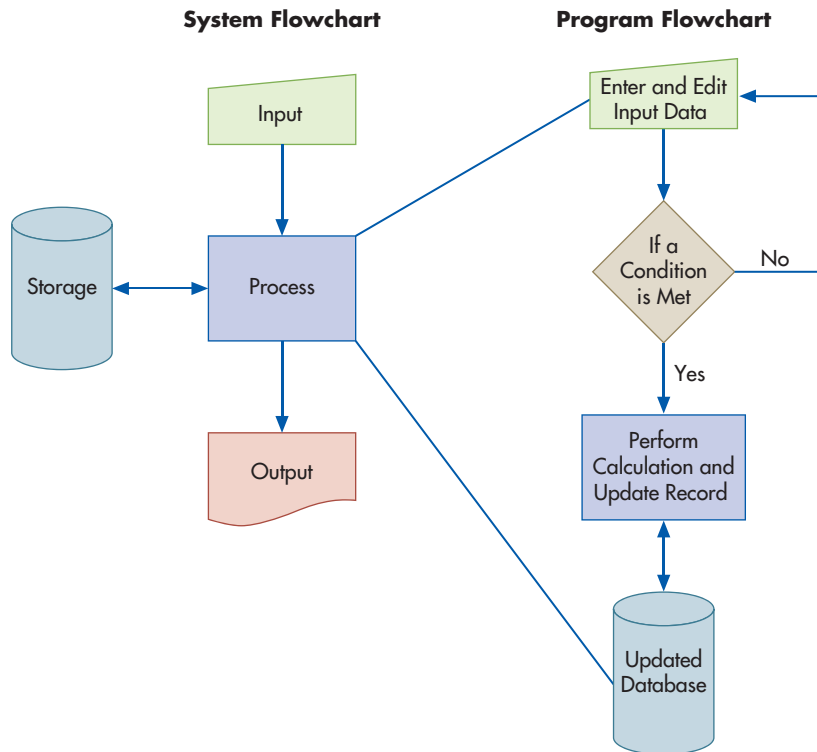 System Flowchart
Program Flowchart
Input
Storage
Process
Output
Enter and Edit
Input Data
If a
Condition
is Met
No
Yes
Perform
Calculation and
Update Record
Updated
Database